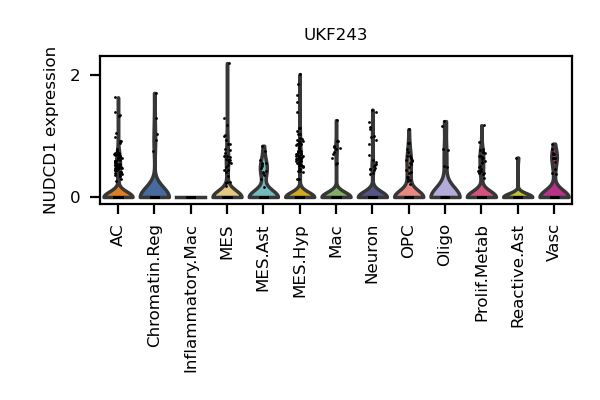 UKF243
NUDCD1 expression
2
0
AC
Chromatin.Reg
Inflammatory.Mac
MES
MES.Ast
MES.Hyp
Mac
Neuron
OPC
Oligo
Prolif.Metab
Reactive.Ast
Vasc